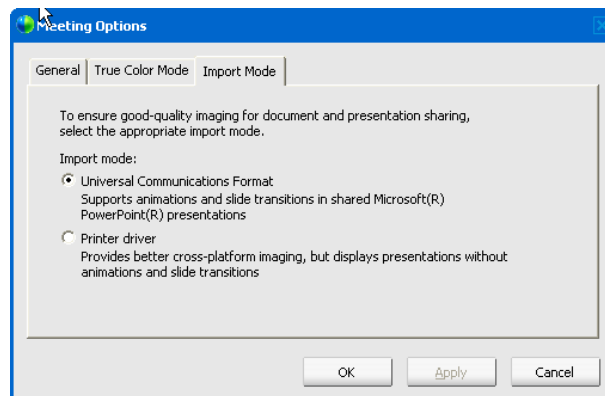 Meeting Options
General True Color Mode Import Mode
To ensure good-quality imaging for document and presentation sharing,
select the appropriate import mode.
Import mode:
Universal Communications Format
Supports animations and slide transitions in shared Microsoft(R)
PowerPoint(R) presentations
Printer driver
Provides better cross-platform imaging, but displays presentations without
animations and slide transitions
OK Apply Cancel